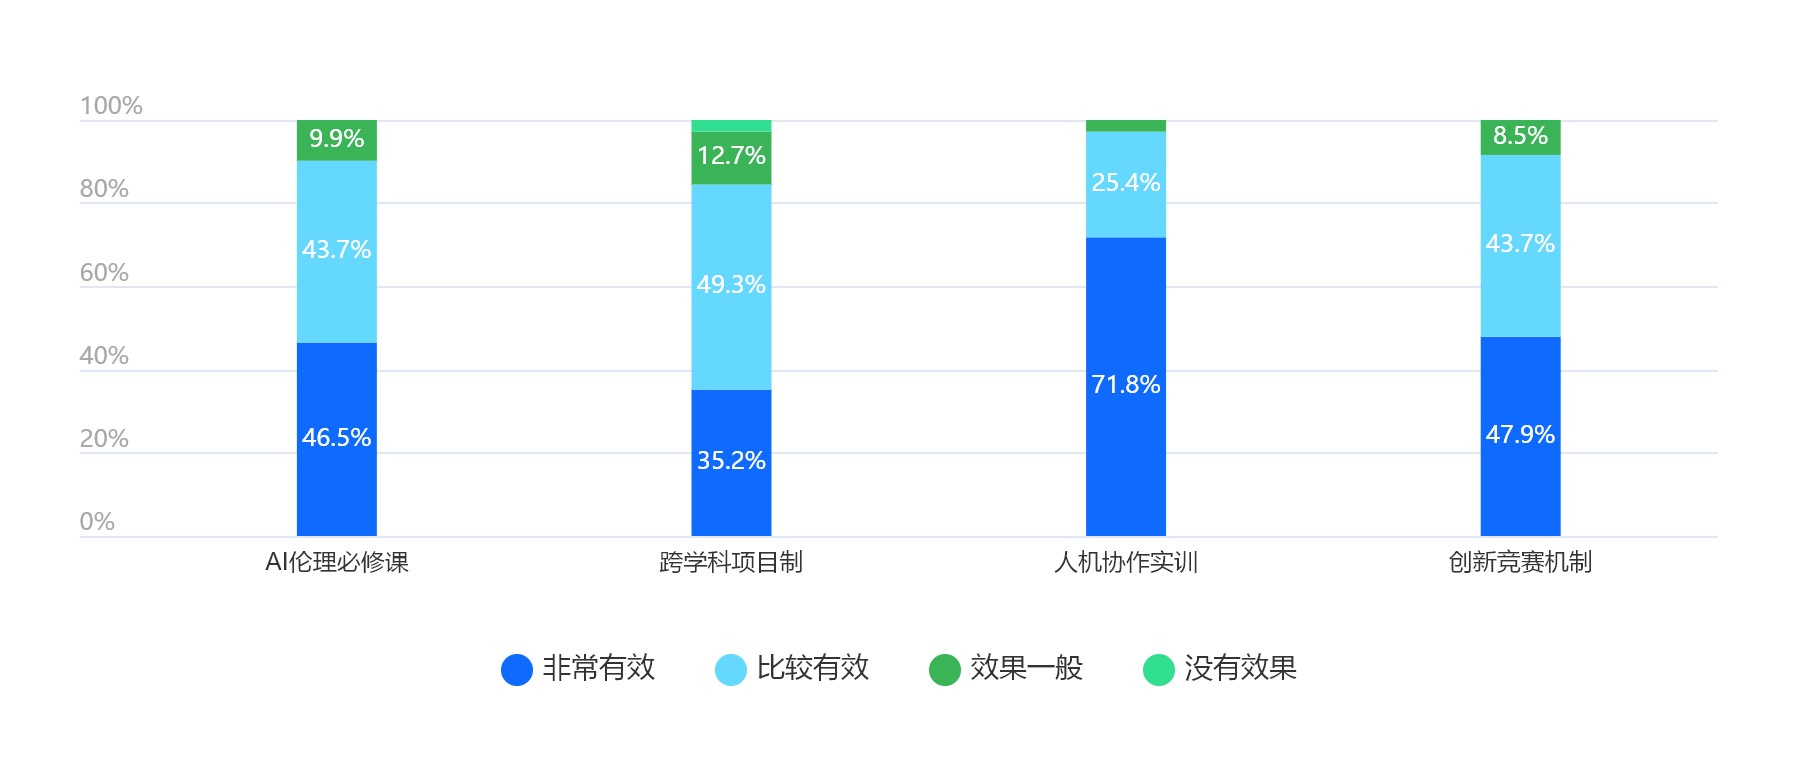 100%
80%
60%
40%
20%
0%
9.9%
43.7%
46.5%
12.7%
49.3%
35.2%
25.4%
71.8%
8.5%
43.7%
47.9%
AI伦理必修课
跨学科项目制
人机协作实训
创新竞赛机制
非常有效
比较有效
效果一般
没有效果